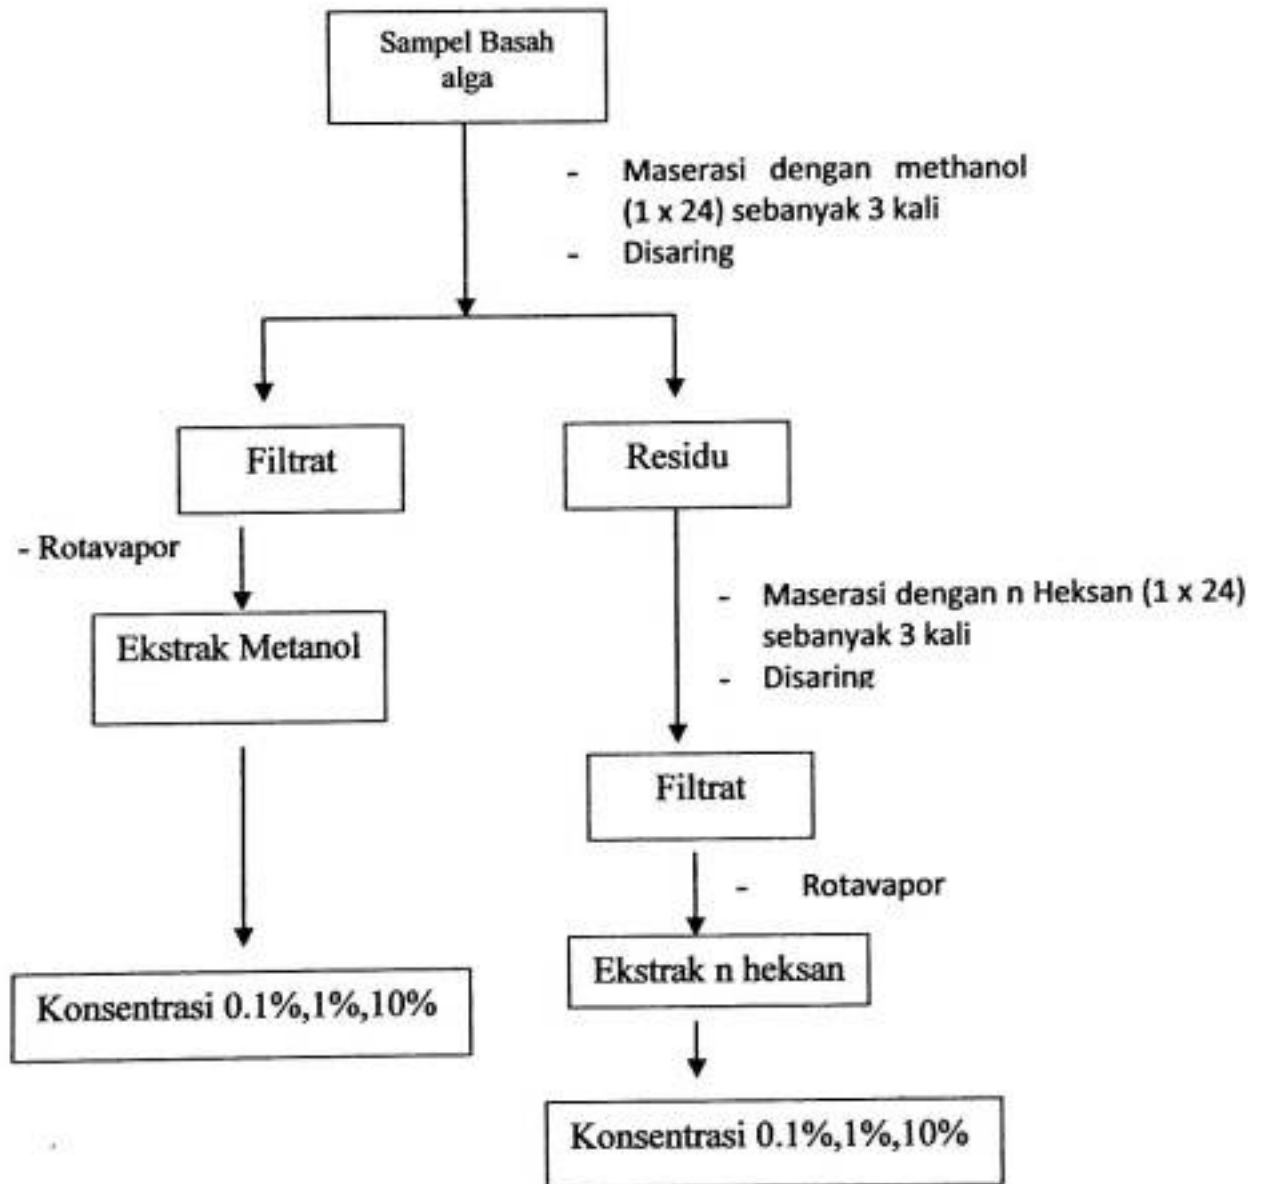 Sampel Basah
alga
- Maserasi dengan methanol
(1 x 24) sebanyak 3 kali
- Disaring
Filtrat
Residu
- Rotavapor
Ekstrak Metanol
- Maserasi dengan n Heksan (1 x 24)
sebanyak 3 kali
- Disaring
Filtrat
- Rotavapor
Ekstrak n heksan
Konsentrasi 0.1%,1%,10%
Konsentrasi 0.1%,1%,10%